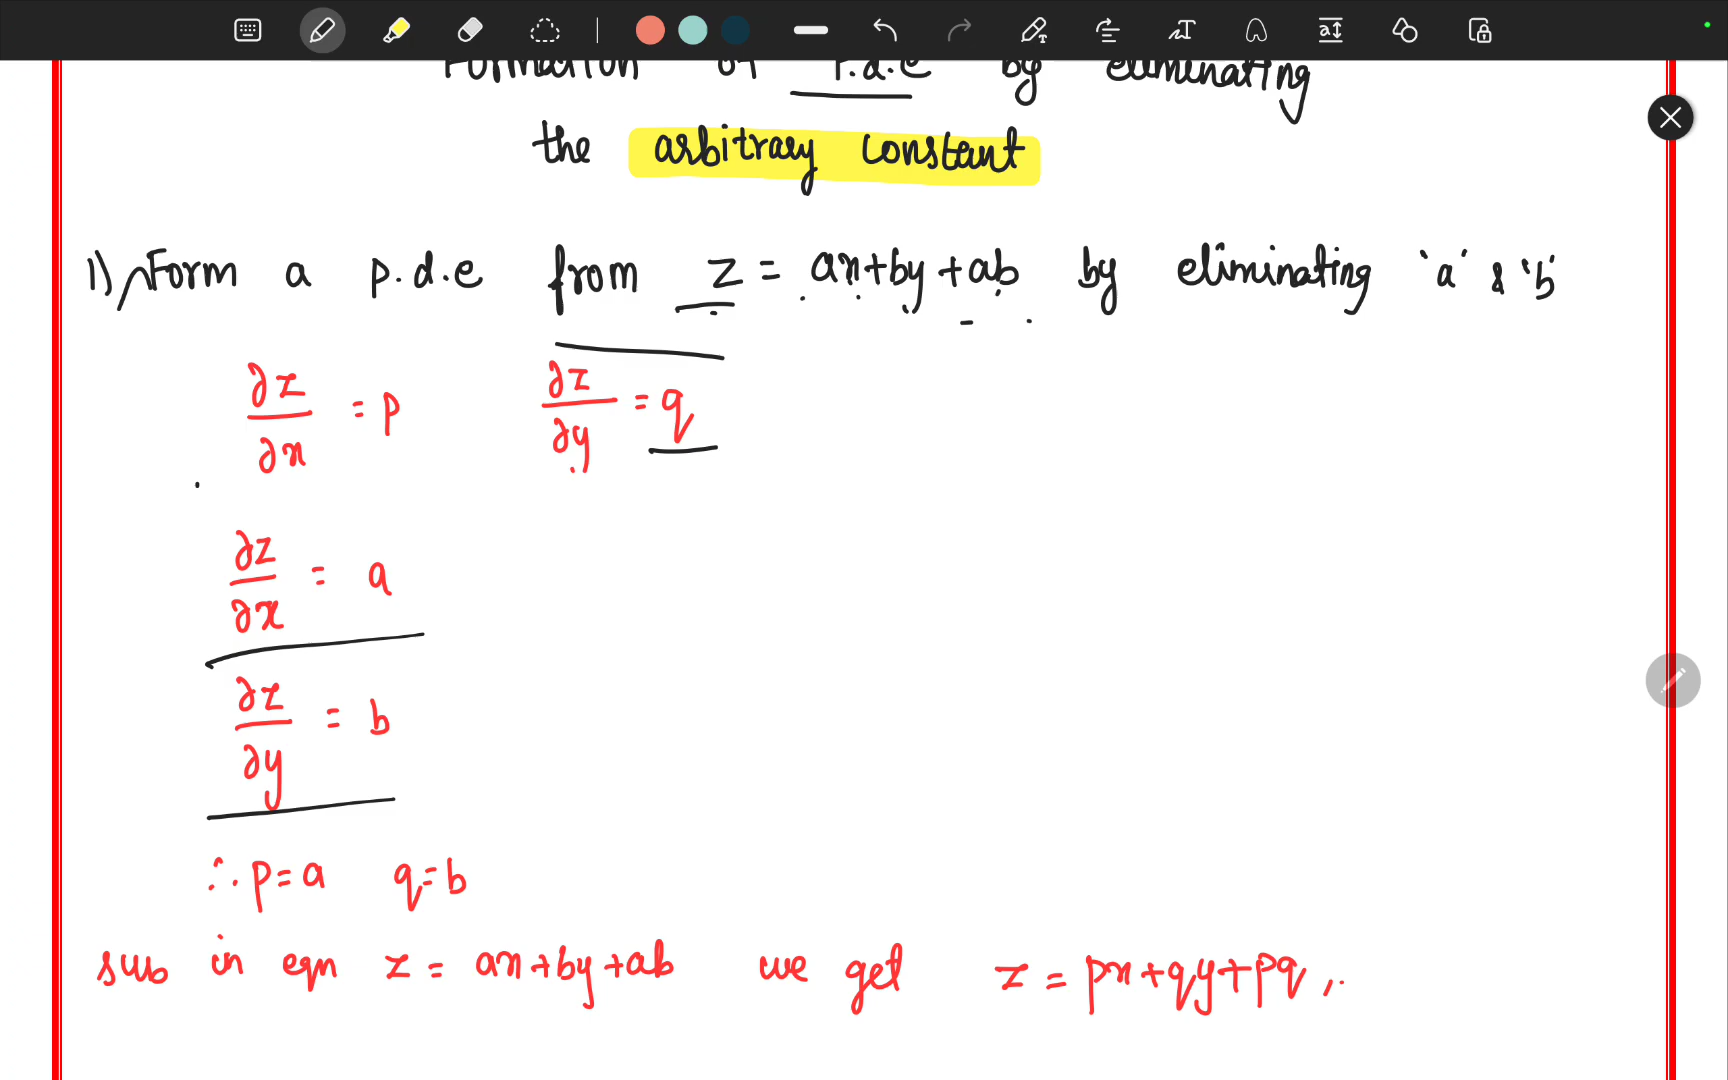 Formation of P.d.e by eliminating
the arbitrary constant
1) Form a p.d.e from z = ax+by+ab by eliminating 'a' & 'b'
∂z/∂x = p ∂z/∂y = q
∂z/∂x = a
∂z/∂y = b
∴ p=a q=b
sub in eqn z = ax+by+ab we get z = px+qy+pq,